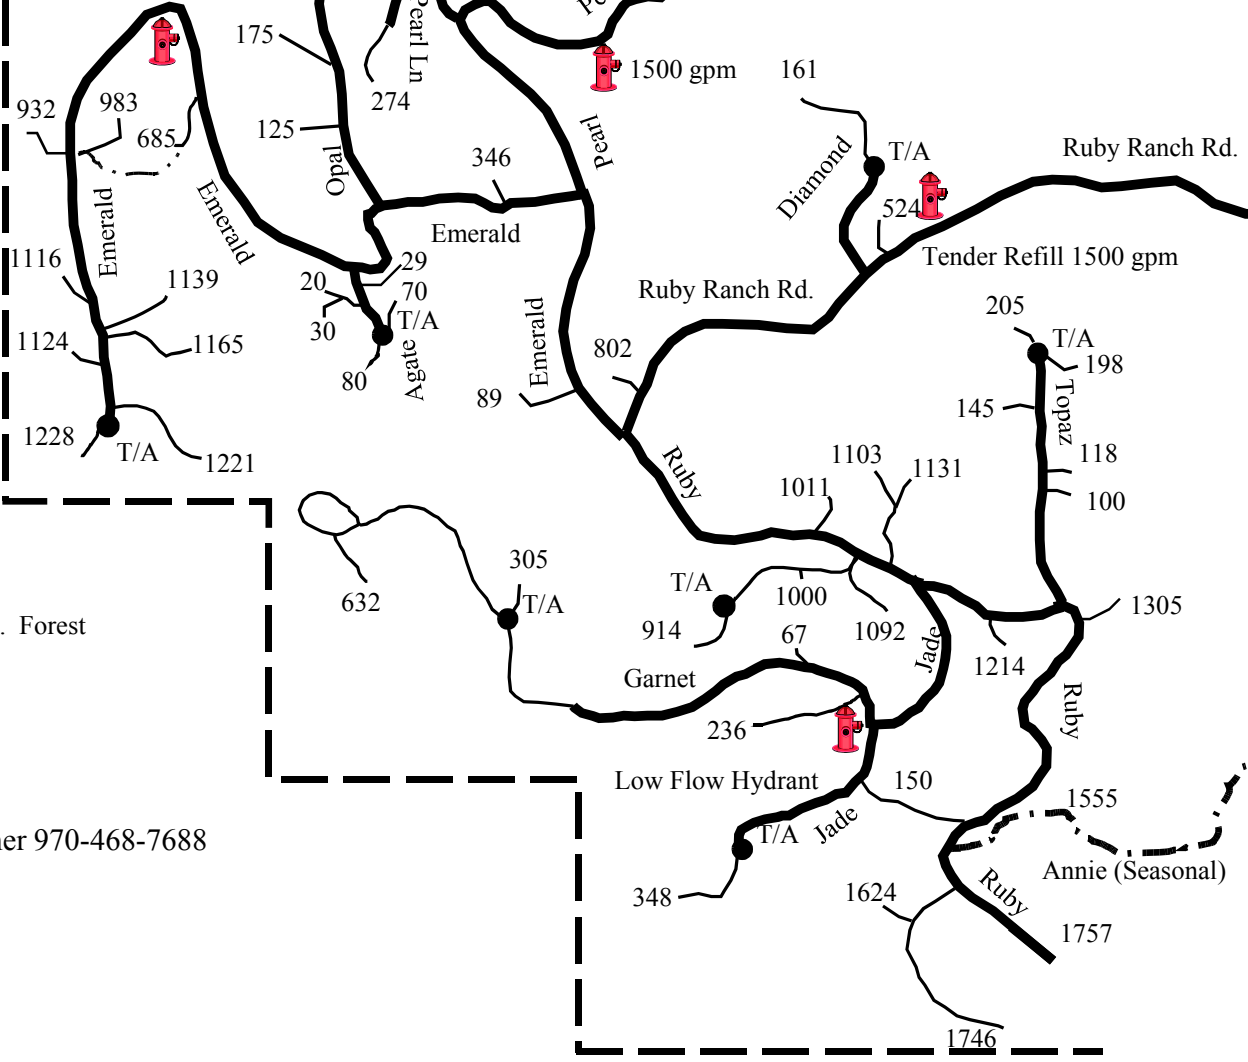 175
Pearl Ln
1500 gpm
161
932
983
274
685
125
Opal
346
Pearl
Diamond
T/A
Ruby Ranch Rd.
524
Emerald
Emerald
Emerald
Tender Refill 1500 gpm
1116
1139
29
20
70
30
T/A
Agate
80
Ruby Ranch Rd.
205
T/A
198
1124
1165
Emerald
802
89
145
Topaz
118
100
1228
T/A
1221
Ruby
1103
1131
1011
305
T/A
632
T/A
1000
914
1092
1305
. Forest
67
Jade
1214
Garnet
236
Ruby
Low Flow Hydrant
150
1555
T/A
Jade
ner 970-468-7688
Annie (Seasonal)
348
1624
Ruby
1757
1746